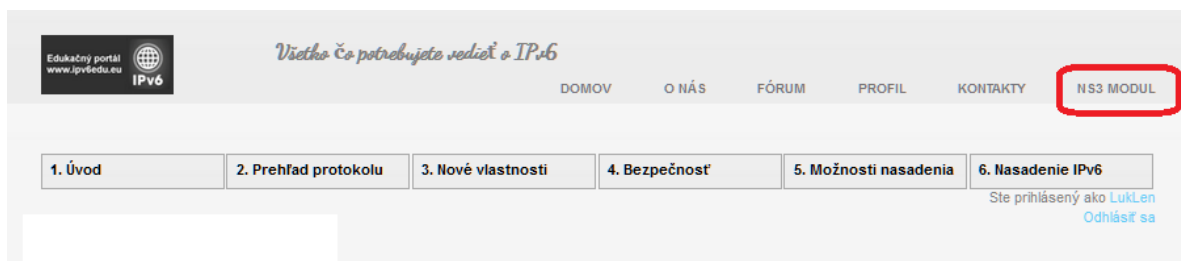 Edukačný portál
www.ipv6edu.eu
IPv6
Všetko čo potrebujete vedieť o IPv6
DOMOV O NÁS FÓRUM PROFIL KONTAKTY NS3 MODUL
1. Úvod 2. Prehľad protokolu 3. Nové vlastnosti 4. Bezpečnosť 5. Možnosti nasadenia 6. Nasadenie IPv6
Ste prihlásený ako LukLen
Odhlásiť sa